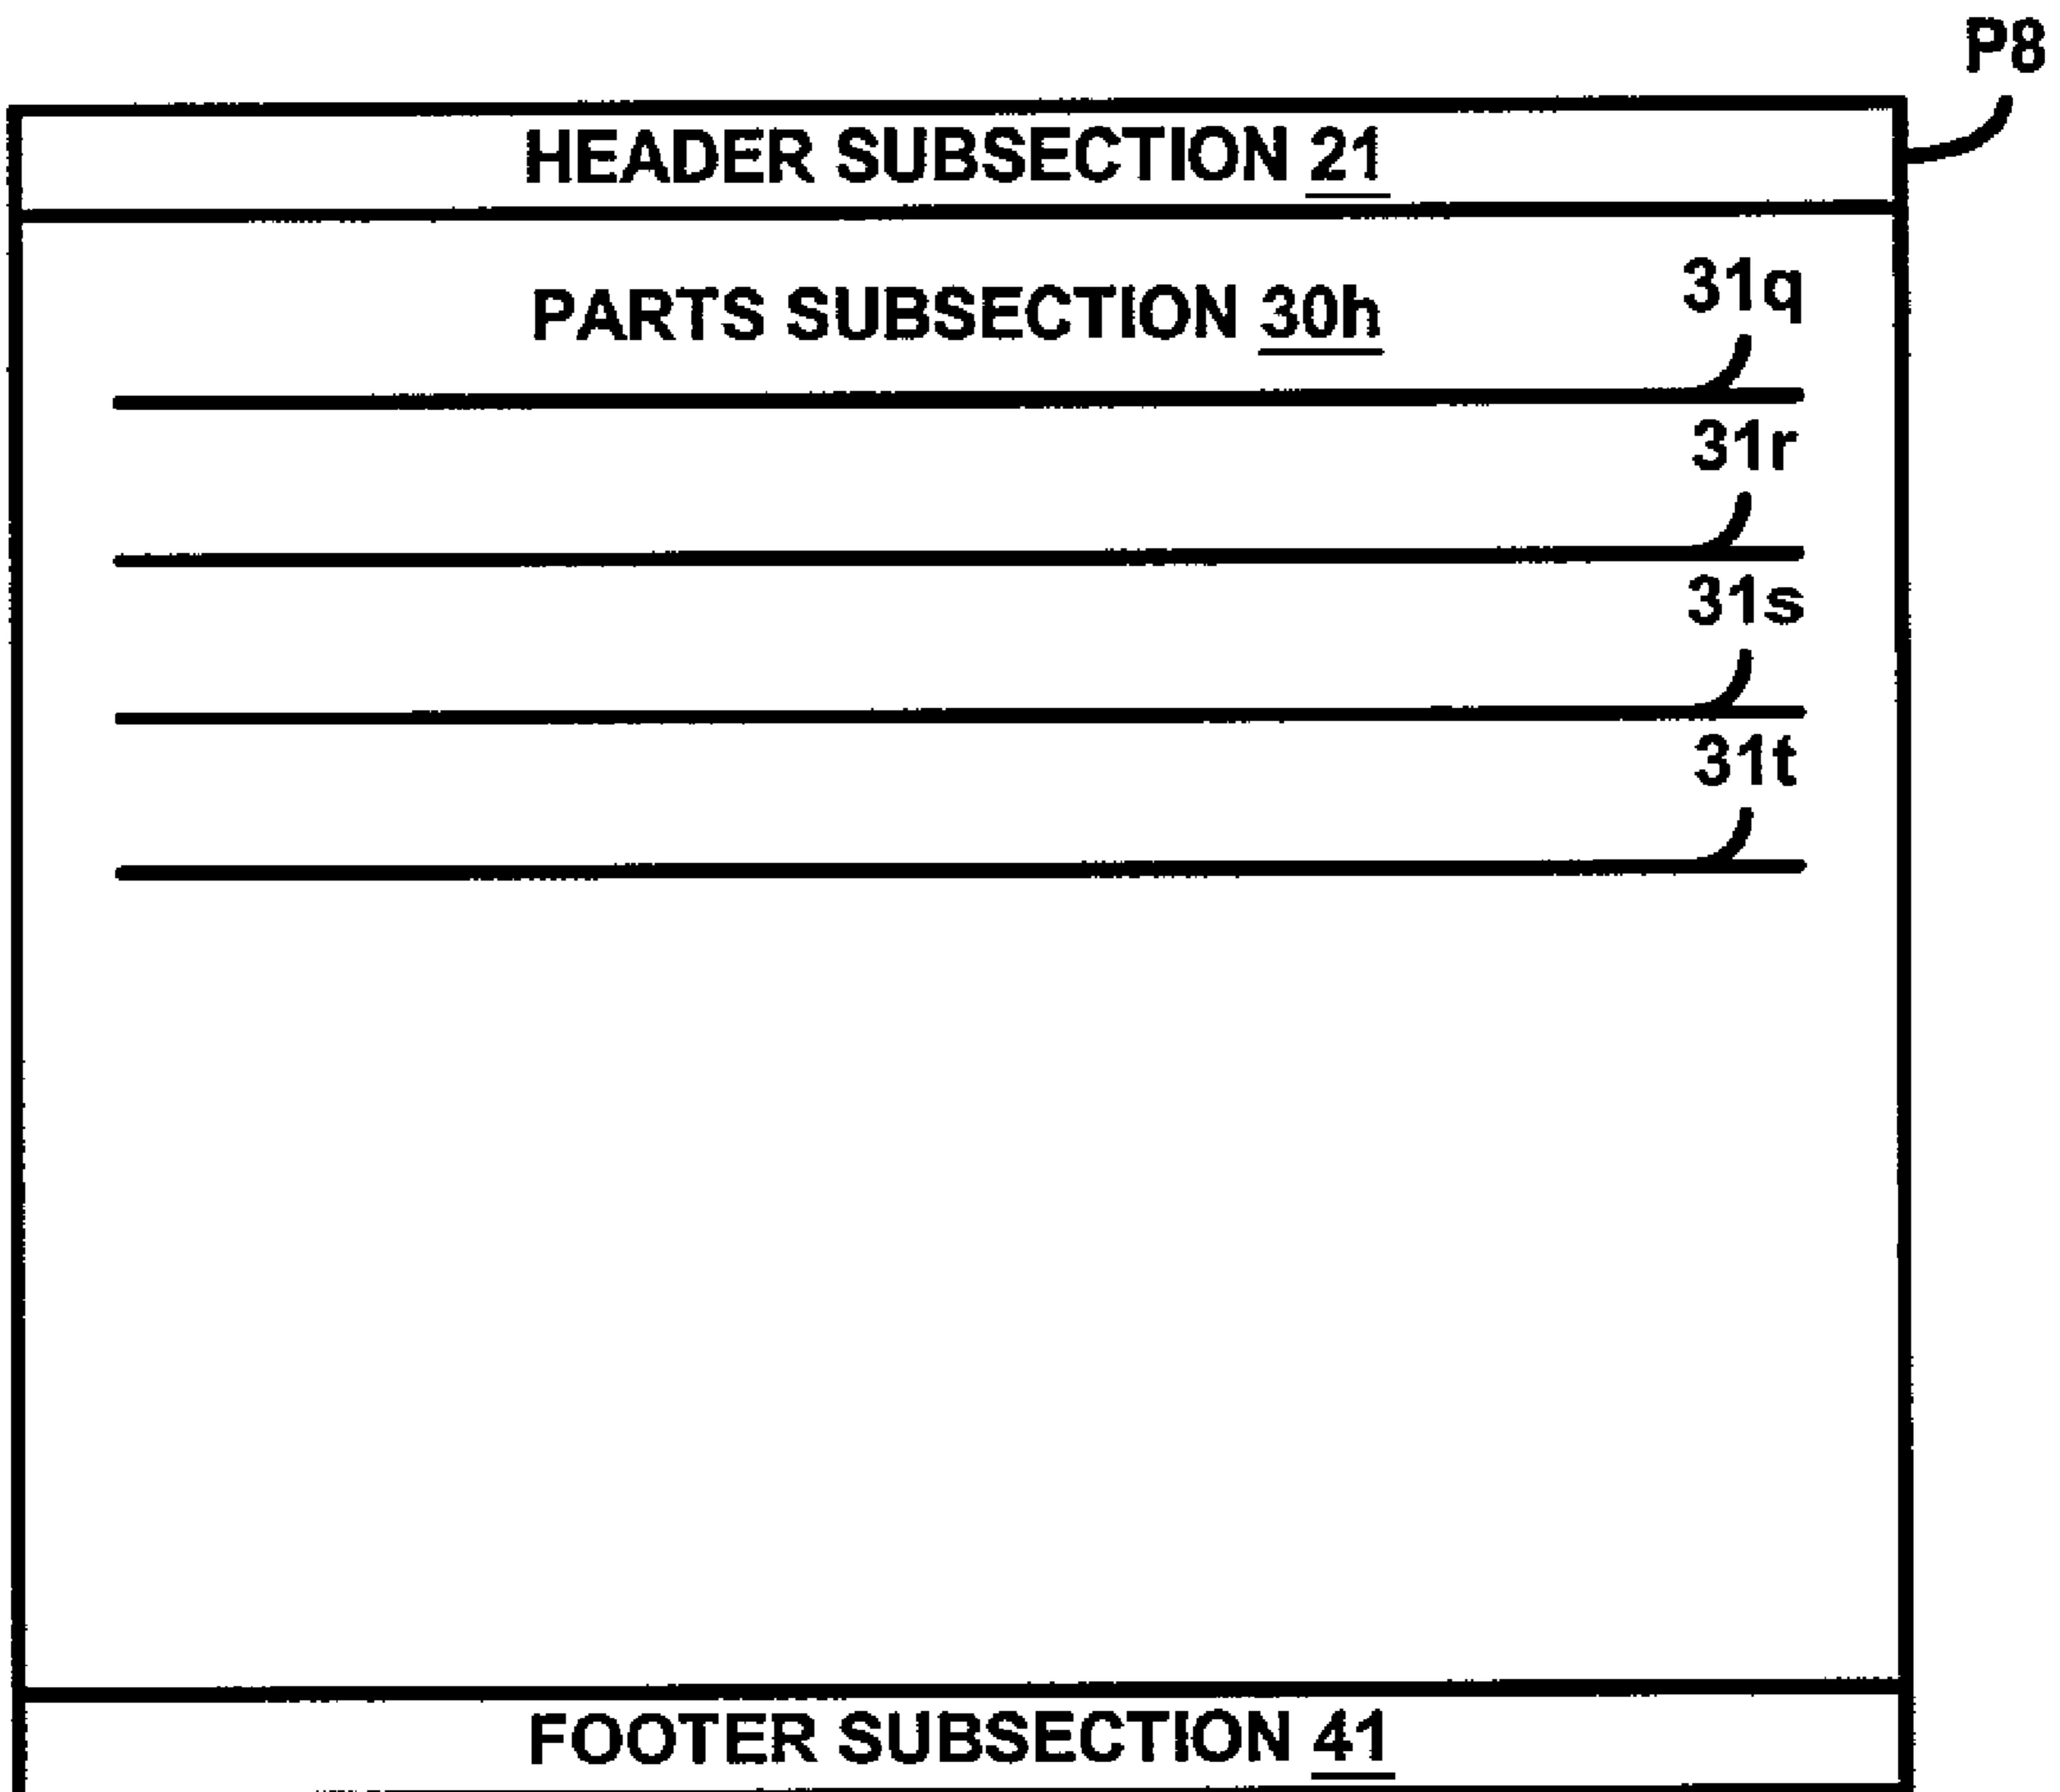 P8
HEADER SUBSECTION 21
31q
PARTS SUBSECTION 30h
31r
31s
31t
FOOTER SUBSECTION 41